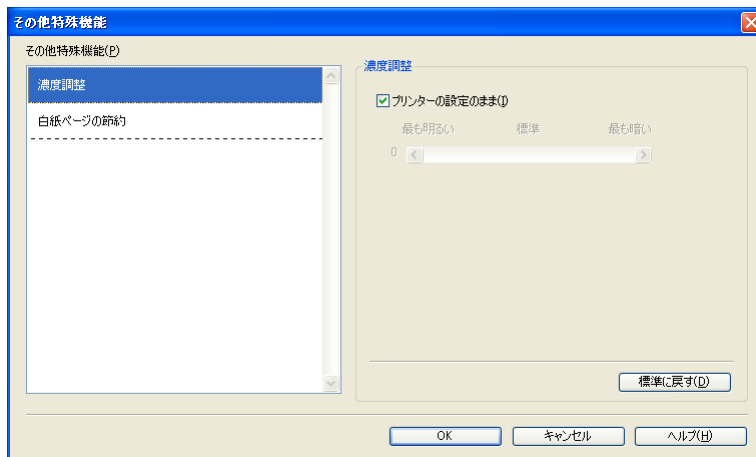 その他特殊機能
その他特殊機能(P)
濃度調整
白紙ページの節約
濃度調整
プリンターの設定のまま(I)
最も明るい 標準 最も暗い
0
標準に戻す(D)
OK キャンセル ヘルプ(H)